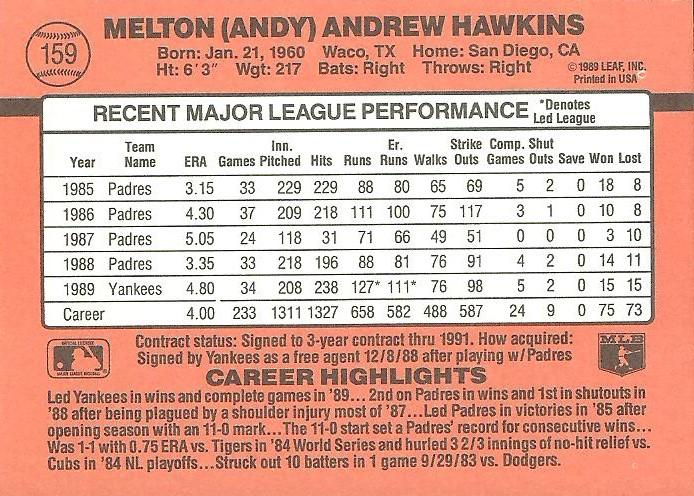 159
MELTON (ANDY) ANDREW HAWKINS
Born: Jan. 21, 1960 Waco, TX Home: San Diego, CA
Ht: 6'3" Wgt: 217 Bats: Right Throws: Right
©1989 LEAF, INC.
Printed in USA
RECENT MAJOR LEAGUE PERFORMANCE *Denotes Led League
Year Team Name ERA Games Inn. Pitched Hits Runs Er. Runs Walks Strike Outs Comp. Games Shut Outs Save Won Lost
1985 Padres 3.15 33 229 229 88 80 65 69 5 2 0 18 8
1986 Padres 4.30 37 209 218 111 100 75 117 3 1 0 10 8
1987 Padres 5.05 24 118 31 71 66 49 51 0 0 0 3 10
1988 Padres 3.35 33 218 196 88 81 76 91 4 2 0 14 11
1989 Yankees 4.80 34 208 238 127* 111* 76 98 5 2 0 15 15
Career 4.00 233 1311 1327 658 582 488 587 24 9 0 75 73
Contract status: Signed to 3-year contract thru 1991. How acquired:
Signed by Yankees as a free agent 12/8/88 after playing w/Padres
MLB
CAREER HIGHLIGHTS
Led Yankees in wins and complete games in '89...2nd on Padres in wins and 1st in shutouts in
'88 after being plagued by a shoulder injury most of '87...Led Padres in victories in '85 after
opening season with an 11-0 mark...The 11-0 start set a Padres' record for consecutive wins...
Was 1-1 with 0.75 ERA vs. Tigers in '84 World Series and hurled 3 2/3 innings of no-hit relief vs.
Cubs in '84 NL playoffs...Struck out 10 batters in 1 game 9/29/83 vs. Dodgers.